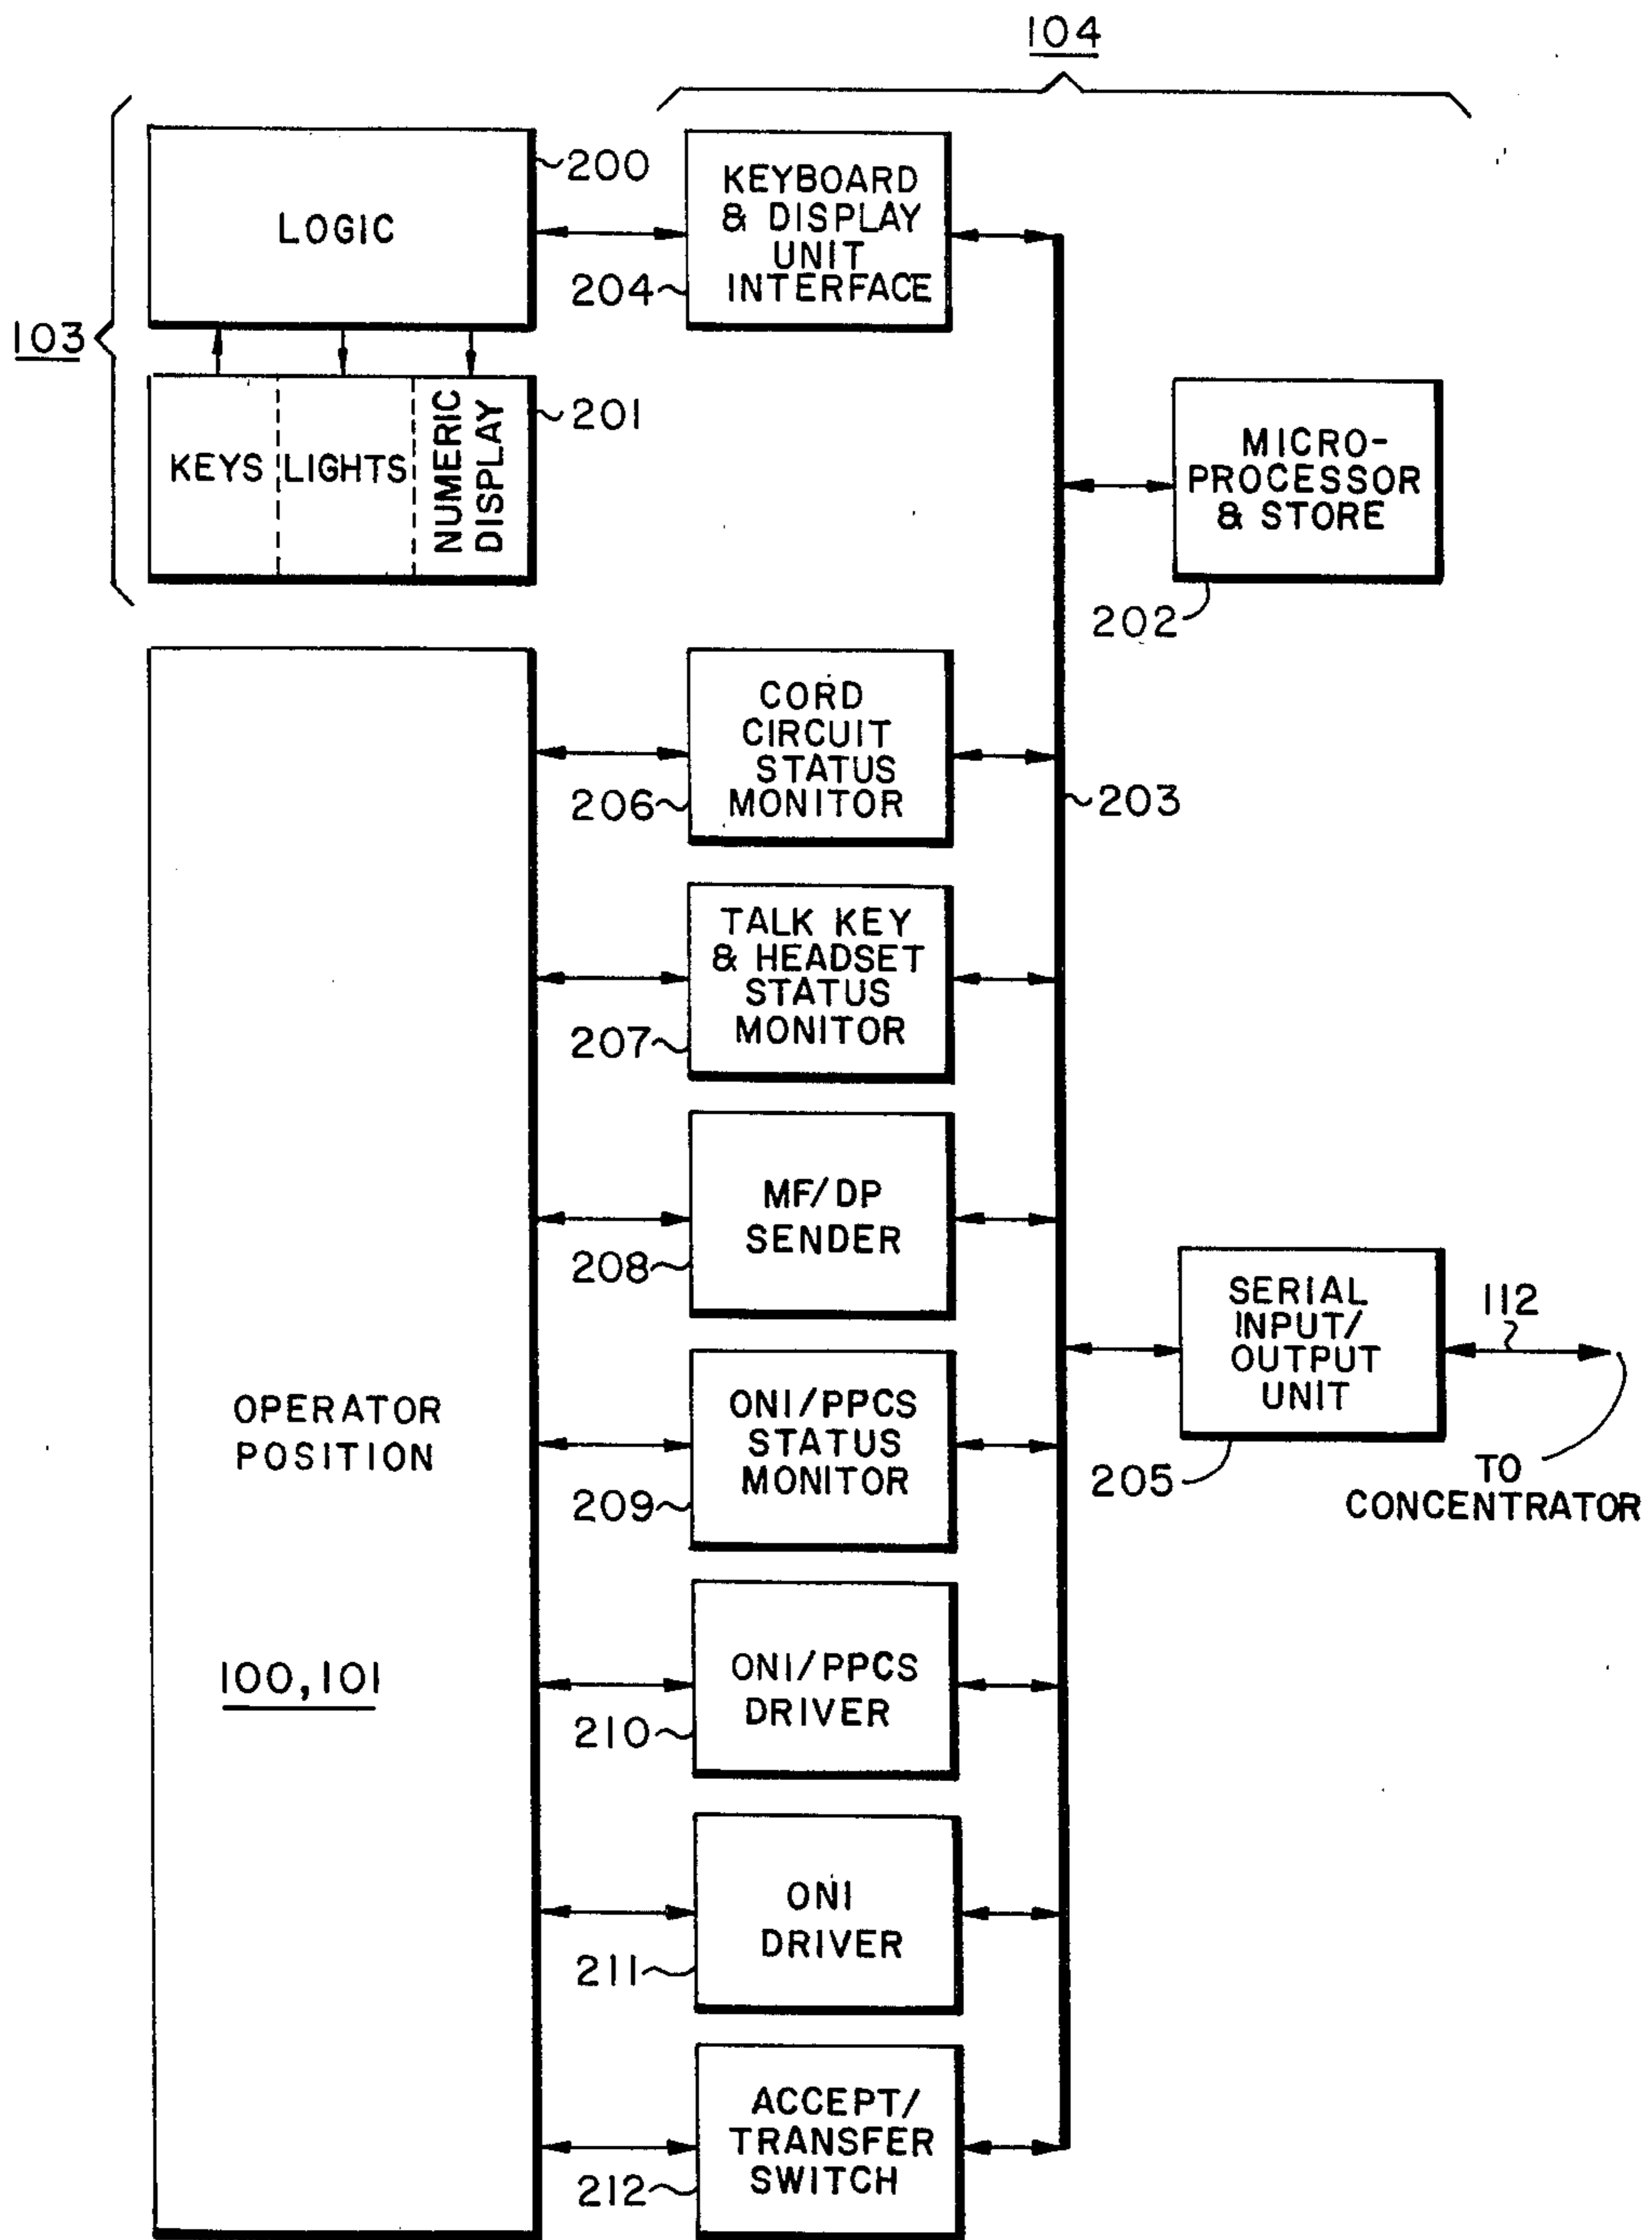 104
103
LOGIC
200
KEYS
LIGHTS
NUMERIC
DISPLAY
201
KEYBOARD
& DISPLAY
UNIT
INTERFACE
204
MICRO-
PROCESSOR
& STORE
202
203
CORD
CIRCUIT
STATUS
MONITOR
206
TALK KEY
& HEADSET
STATUS
MONITOR
207
MF/DP
SENDER
208
SERIAL
INPUT/
OUTPUT
UNIT
205
112
TO
CONCENTRATOR
OPERATOR
POSITION
100,101
ONI/PPCS
STATUS
MONITOR
209
ONI/PPCS
DRIVER
210
ONI
DRIVER
211
ACCEPT/
TRANSFER
SWITCH
212